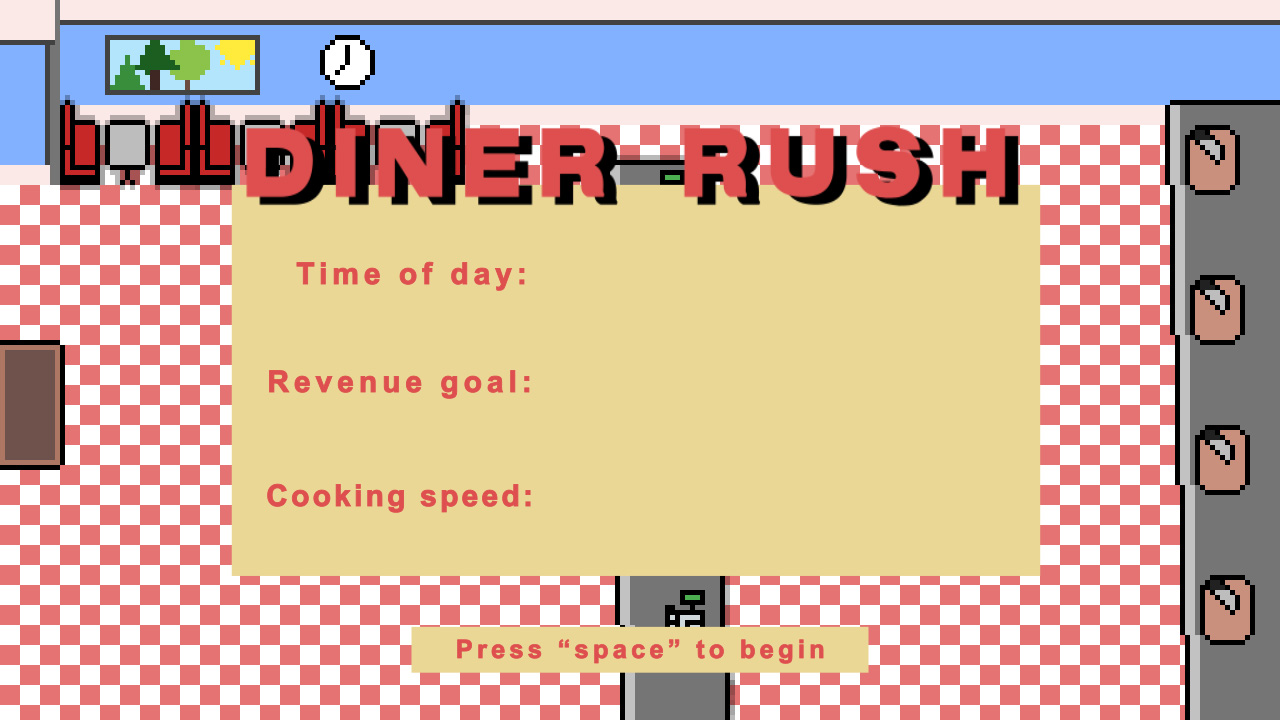 DINER RUSH
Time of day:
Revenue goal:
Cooking speed:
Press “space” to begin